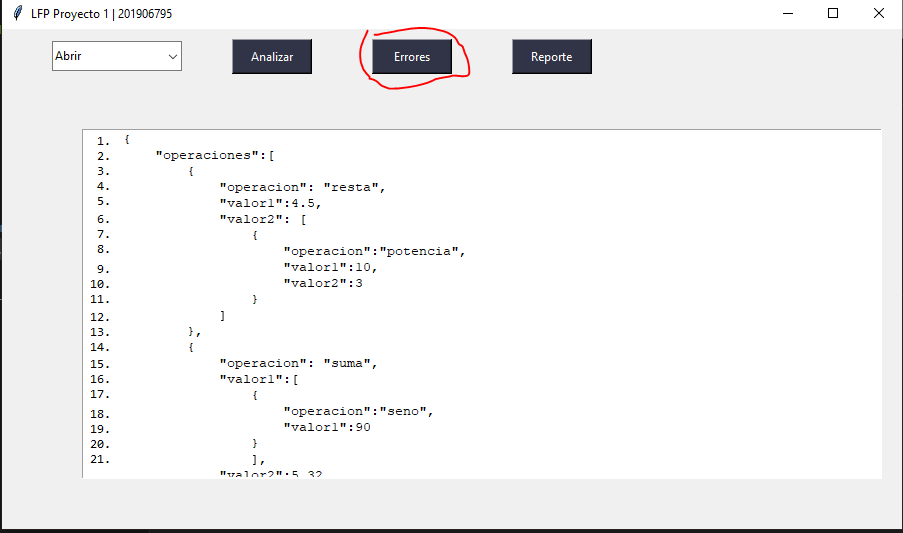 LFP Proyecto 1 | 201906795
Abrir Analizar Errores Reporte
1. {
2. "operaciones":[
3. {
4. "operacion": "resta",
5. "valor1":4.5,
6. "valor2": [
7. {
8. "operacion":"potencia",
9. "valor1":10,
10. "valor2":3
11. }
12. ]
13. },
14. {
15. "operacion": "suma",
16. "valor1":[
17. {
18. "operacion":"seno",
19. "valor1":90
20. }
21. ],
"valor2":5.32